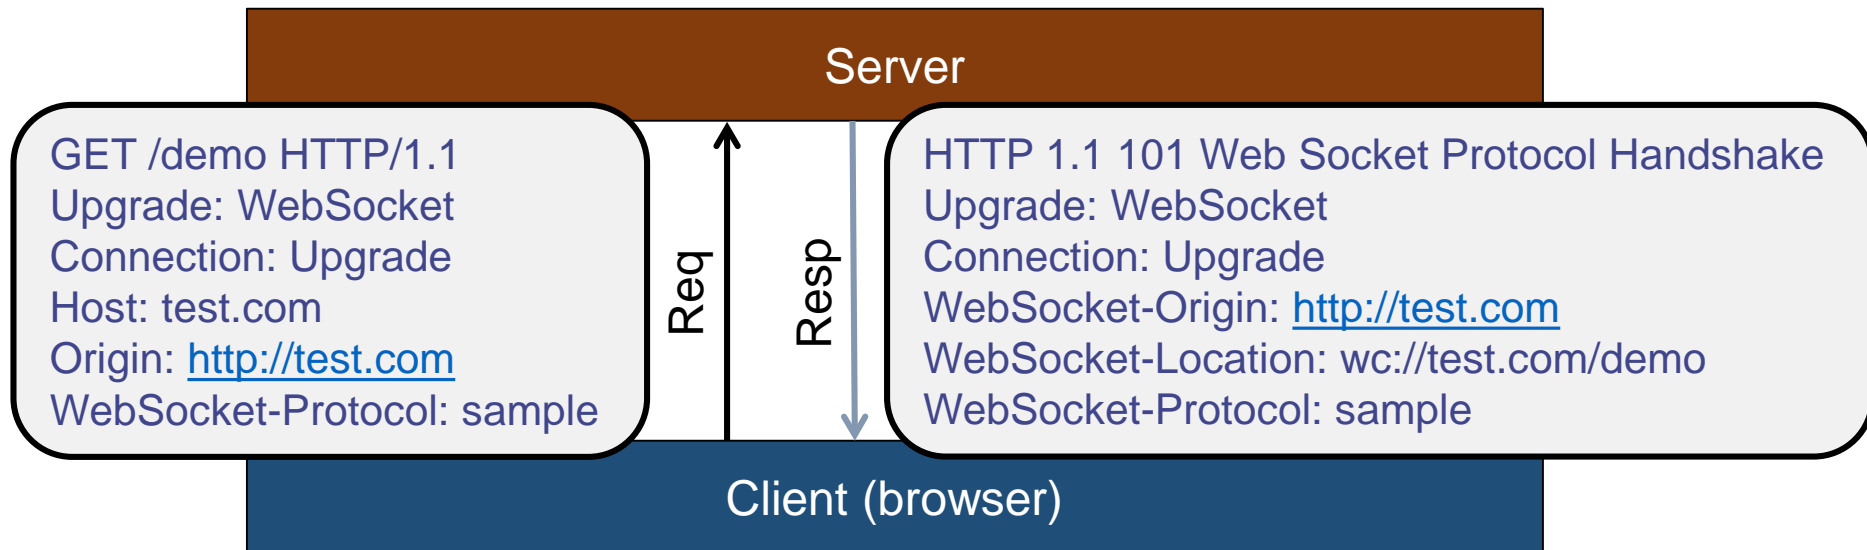 Server
GET /demo HTTP/1.1
Upgrade: WebSocket
Connection: Upgrade
Host: test.com
Origin: http://test.com
WebSocket-Protocol: sample
Req
Resp
HTTP 1.1 101 Web Socket Protocol Handshake
Upgrade: WebSocket
Connection: Upgrade
WebSocket-Origin: http://test.com
WebSocket-Location: wc://test.com/demo
WebSocket-Protocol: sample
Client (browser)